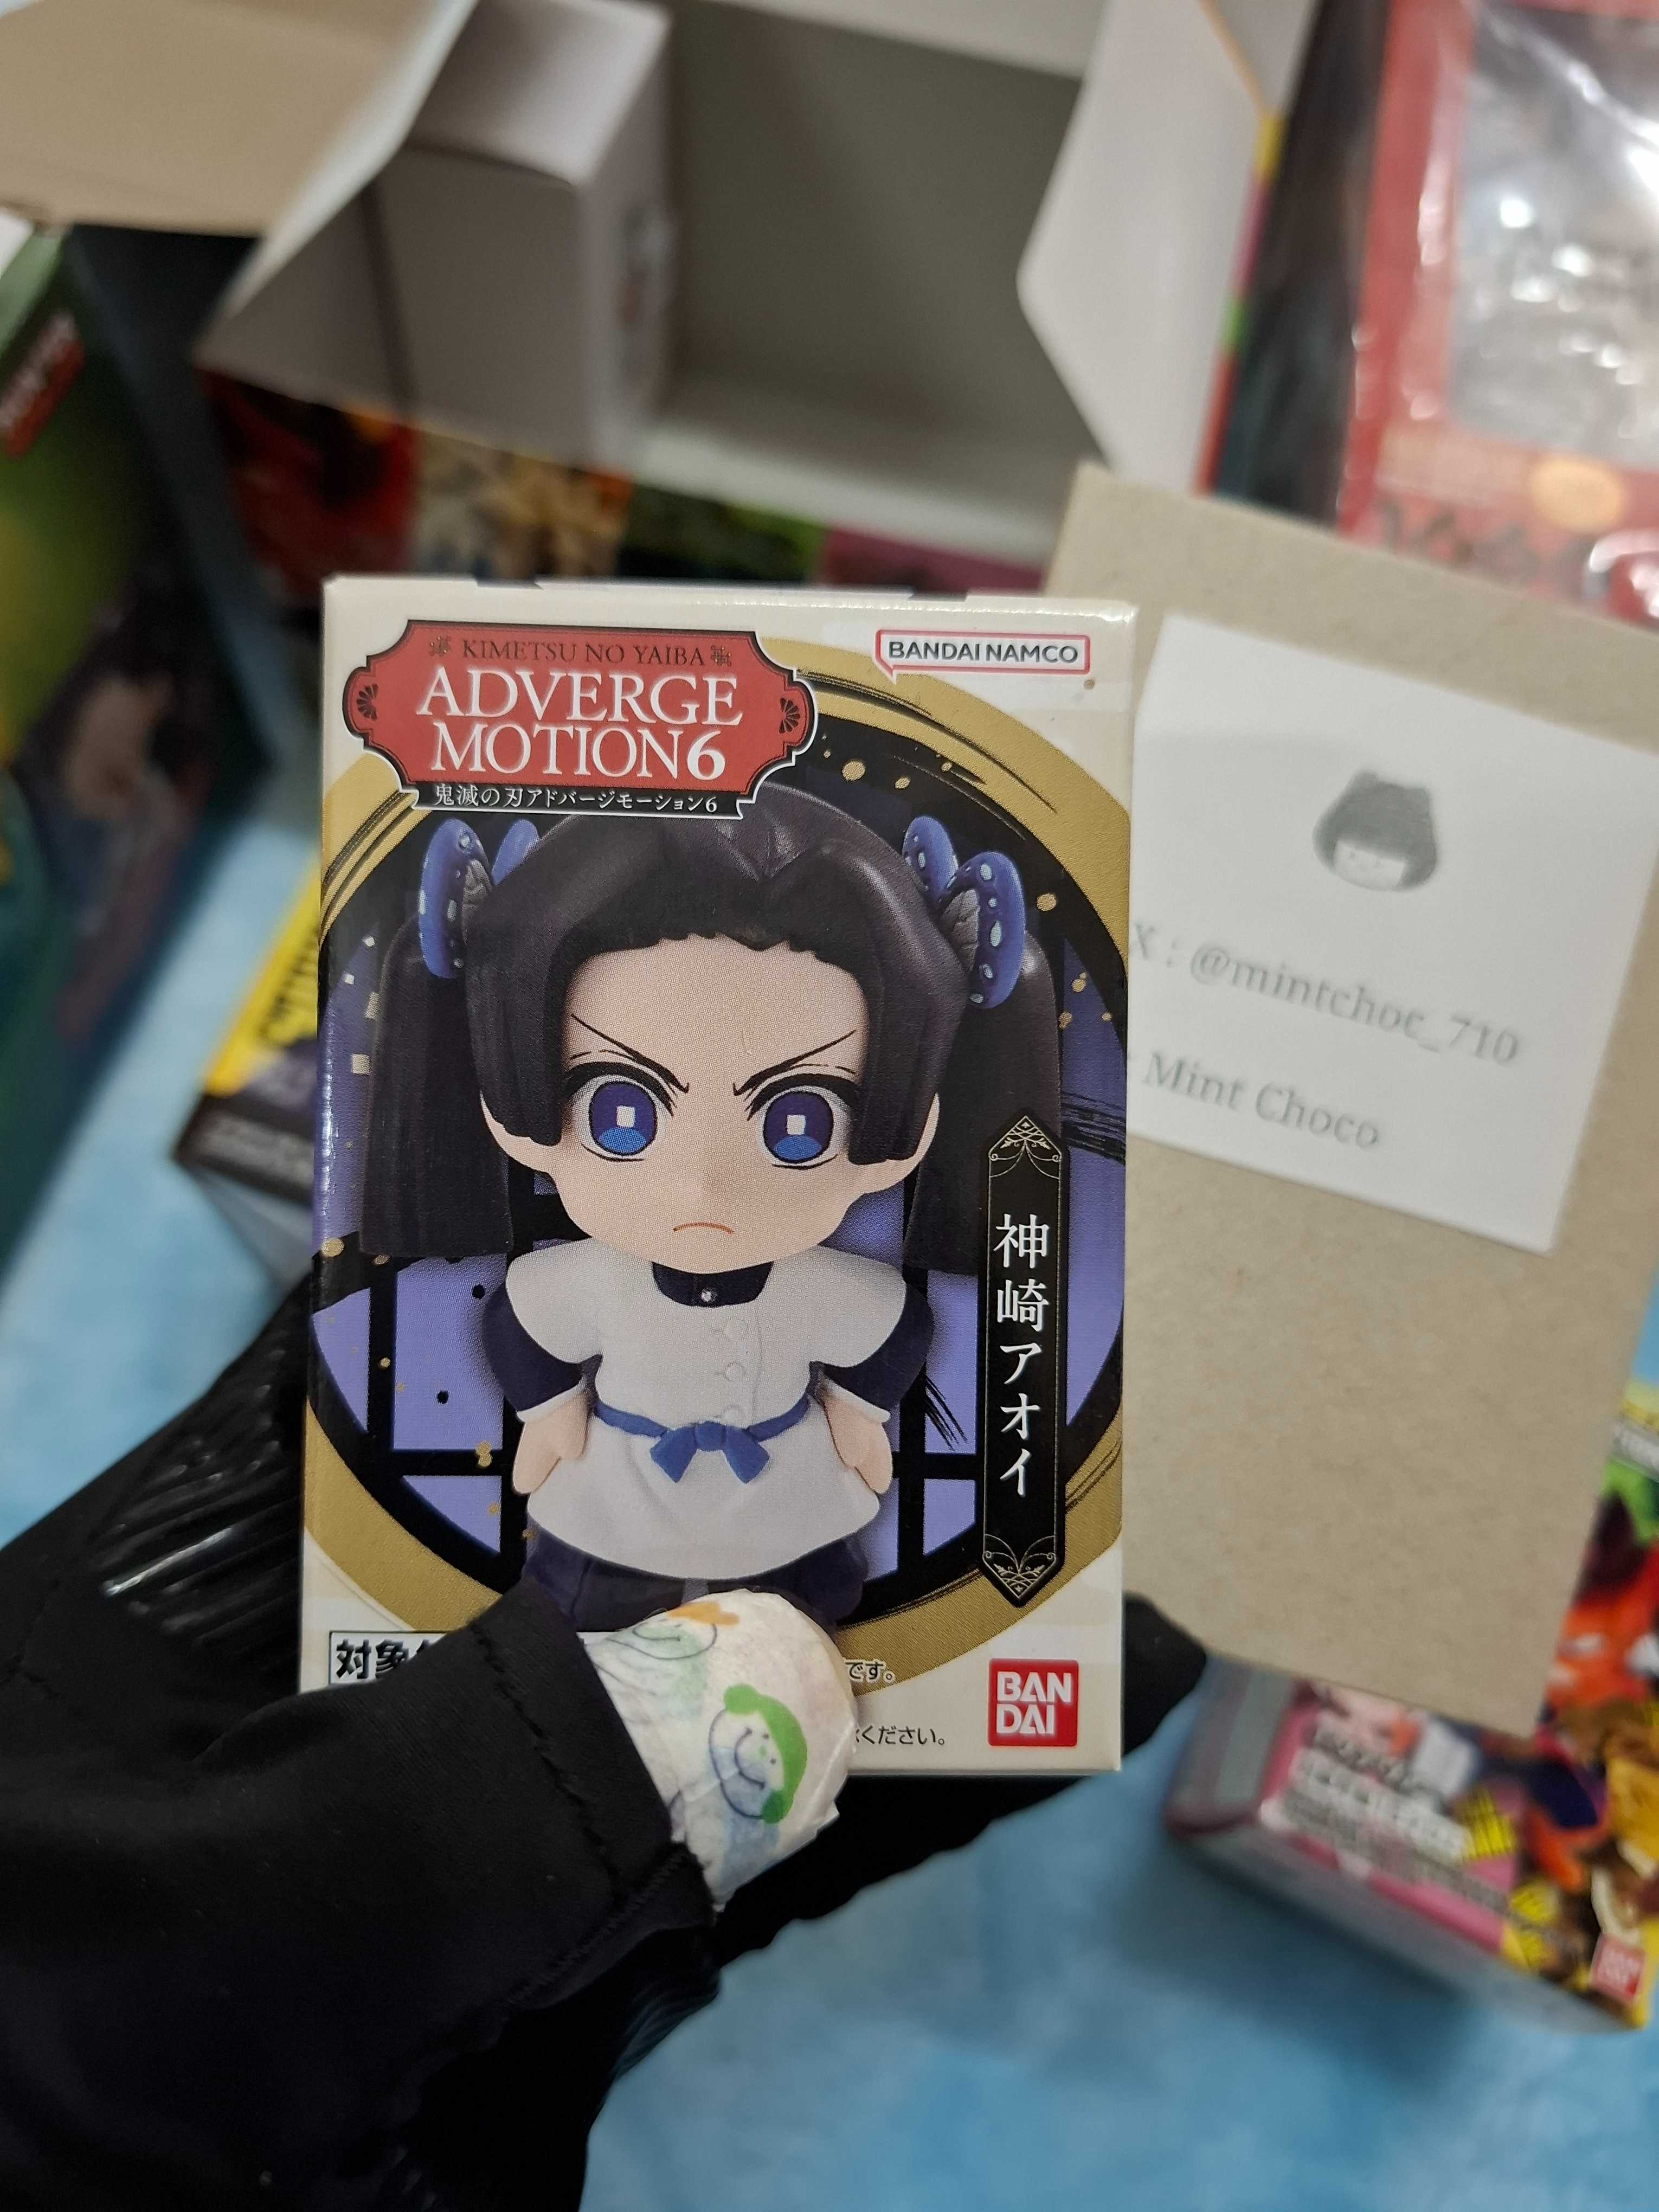 KIMETSU NO YAIBA
ADVERGE
MOTION6
鬼滅の刃アドバージモーション6
BANDAI NAMCO
X : @mintchoc_710
Mint Choco
神崎アオイ
対象
です。
ください。
BAN
DAI